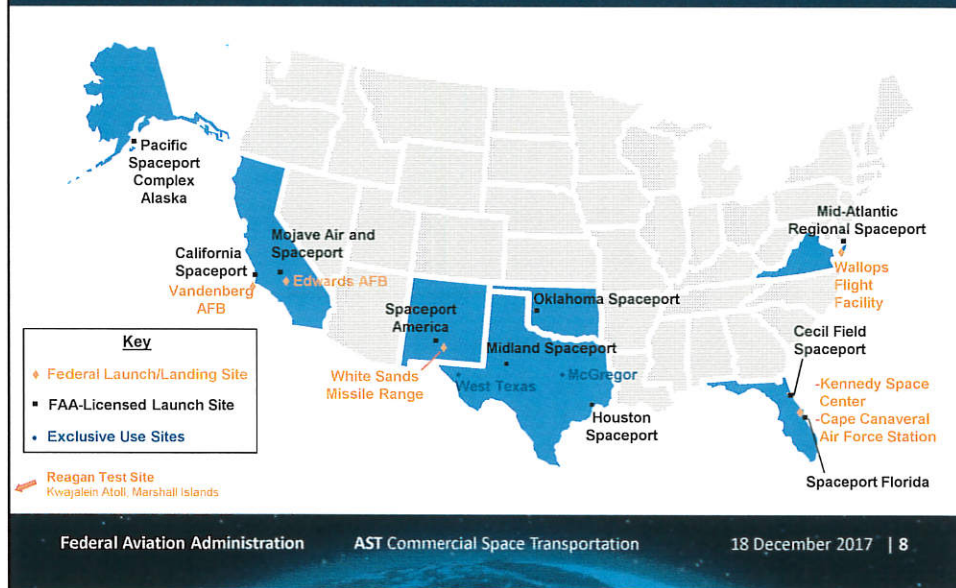 Pacific
Spaceport
Complex
Alaska
California
Spaceport
Vandenberg
AFB
Mojave Air and
Spaceport
Edwards AFB
Spaceport
America
White Sands
Missile Range
Oklahoma Spaceport
Midland Spaceport
West Texas
McGregor
Houston
Spaceport
Mid-Atlantic
Regional Spaceport
Wallops
Flight
Facility
Cecil Field
Spaceport
-Kennedy Space
Center
-Cape Canaveral
Air Force Station
Spaceport Florida
Key
Federal Launch/Landing Site
FAA-Licensed Launch Site
Exclusive Use Sites
Reagan Test Site
Kwajalein Atoll, Marshall Islands
Federal Aviation Administration AST Commercial Space Transportation 18 December 2017 | 8